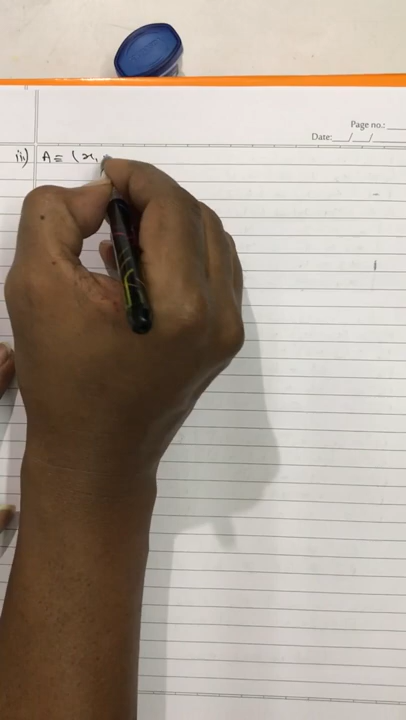 Page no.:
Date: / /
ii) A ≡ (x,